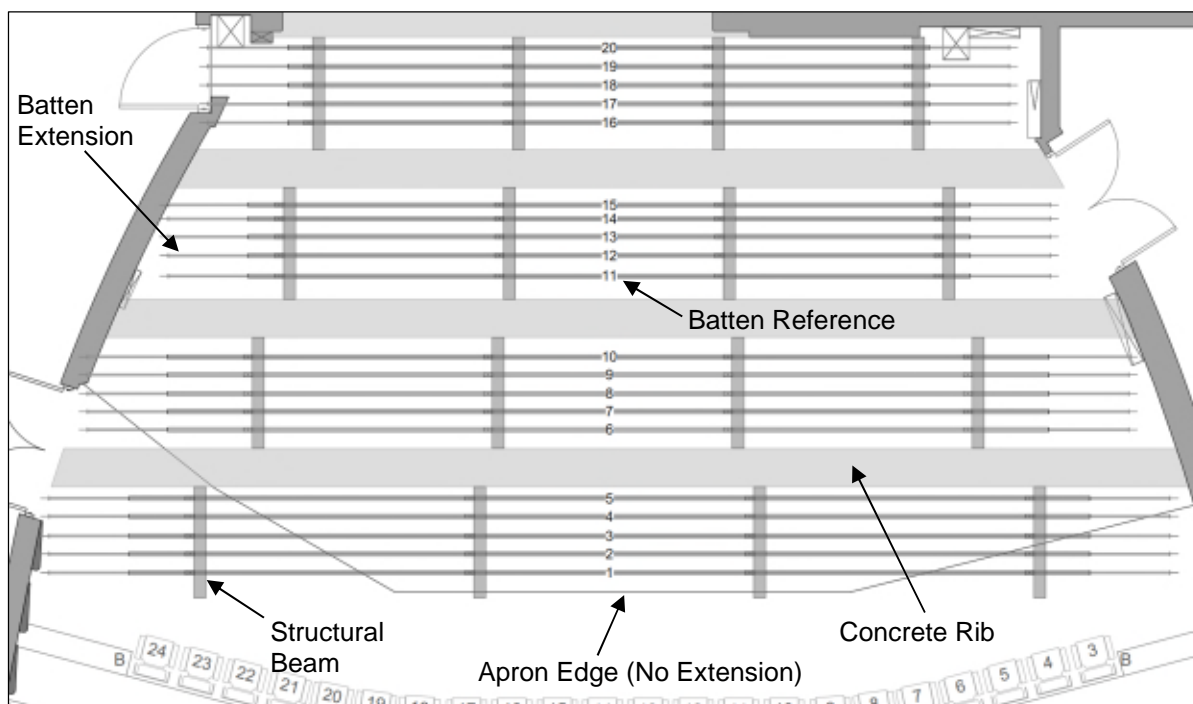 20
19
18
17
16
Batten
Extension
15
14
13
12
11
Batten Reference
10
9
8
7
6
5
4
3
2
1
Structural
Beam
Apron Edge (No Extension)
Concrete Rib
B 24 23 22 21 20 19 8 7 6 5 4 3 B